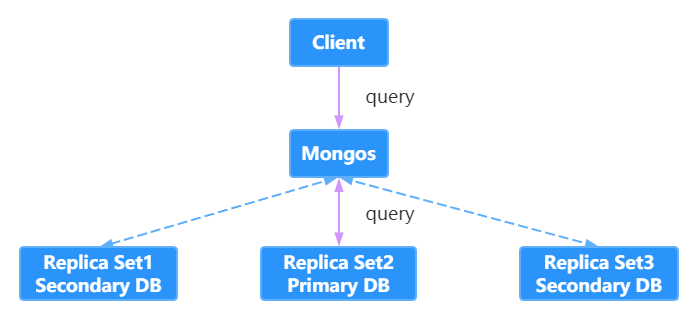 Client
query
Mongos
query
Replica Set1
Secondary DB
Replica Set2
Primary DB
Replica Set3
Secondary DB